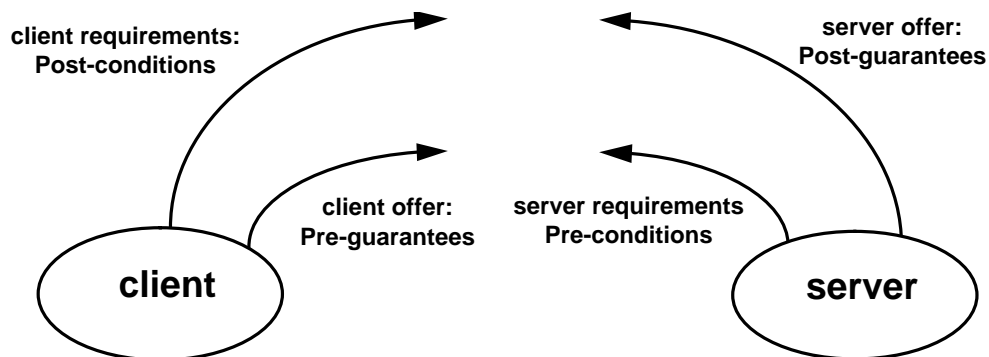 client requirements:
Post-conditions
server offer:
Post-guarantees
client offer:
Pre-guarantees
server requirements
Pre-conditions
client
server